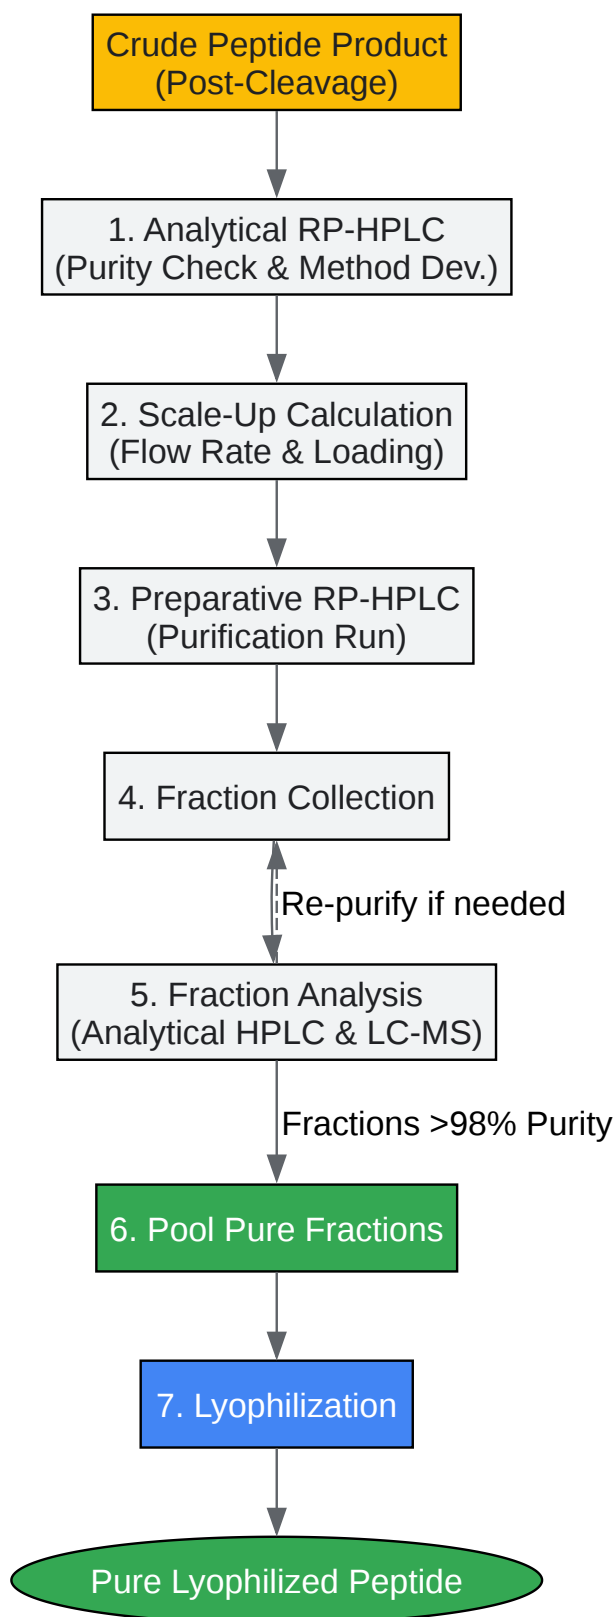 Crude Peptide Product
(Post-Cleavage)
1. Analytical RP-HPLC
(Purity Check & Method Dev.)
2. Scale-Up Calculation
(Flow Rate & Loading)
3. Preparative RP-HPLC
(Purification Run)
4. Fraction Collection
Re-purify if needed
5. Fraction Analysis
(Analytical HPLC & LC-MS)
Fractions >98% Purity
6. Pool Pure Fractions
7. Lyophilization
Pure Lyophilized Peptide